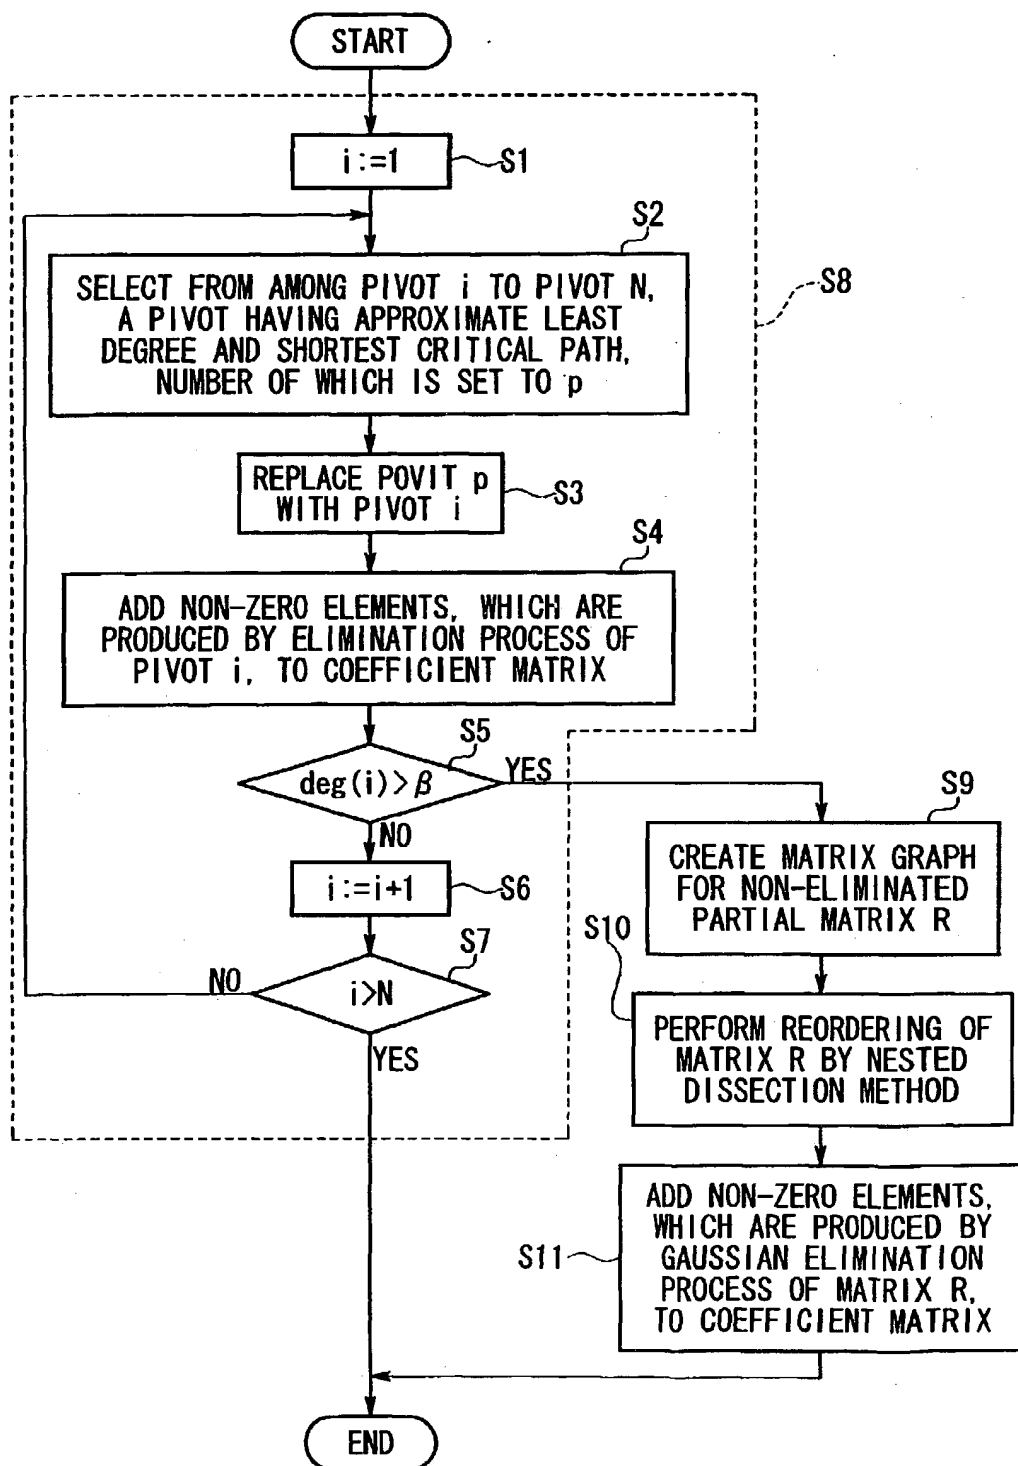 START
i:=1
S1
S2
SELECT FROM AMONG PIVOT i TO PIVOT N,
A PIVOT HAVING APPROXIMATE LEAST
DEGREE AND SHORTEST CRITICAL PATH,
NUMBER OF WHICH IS SET TO p
S8
REPLACE POVIT p
WITH PIVOT i
S3
S4
ADD NON-ZERO ELEMENTS, WHICH ARE
PRODUCED BY ELIMINATION PROCESS OF
PIVOT i, TO COEFFICIENT MATRIX
S5
deg(i)>β
YES
NO
i:=i+1
S6
S7
i>N
NO
YES
S9
CREATE MATRIX GRAPH
FOR NON-ELIMINATED
PARTIAL MATRIX R
S10
PERFORM REORDERING OF
MATRIX R BY NESTED
DISSECTION METHOD
S11
ADD NON-ZERO ELEMENTS,
WHICH ARE PRODUCED BY
GAUSSIAN ELIMINATION
PROCESS OF MATRIX R,
TO COEFFICIENT MATRIX
END